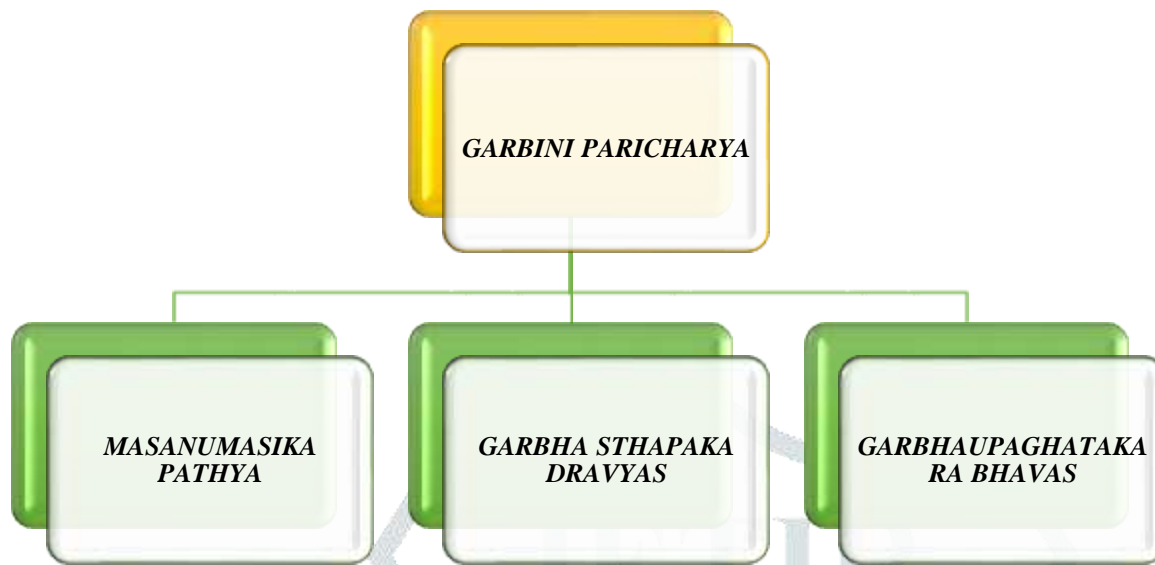 GARBINI PARICHARYA
MASANUMASIKA
PATHYA
GARBHA STHAPAKA
DRAVYAS
GARBHAUPAGHATAKA
RA BHAVAS